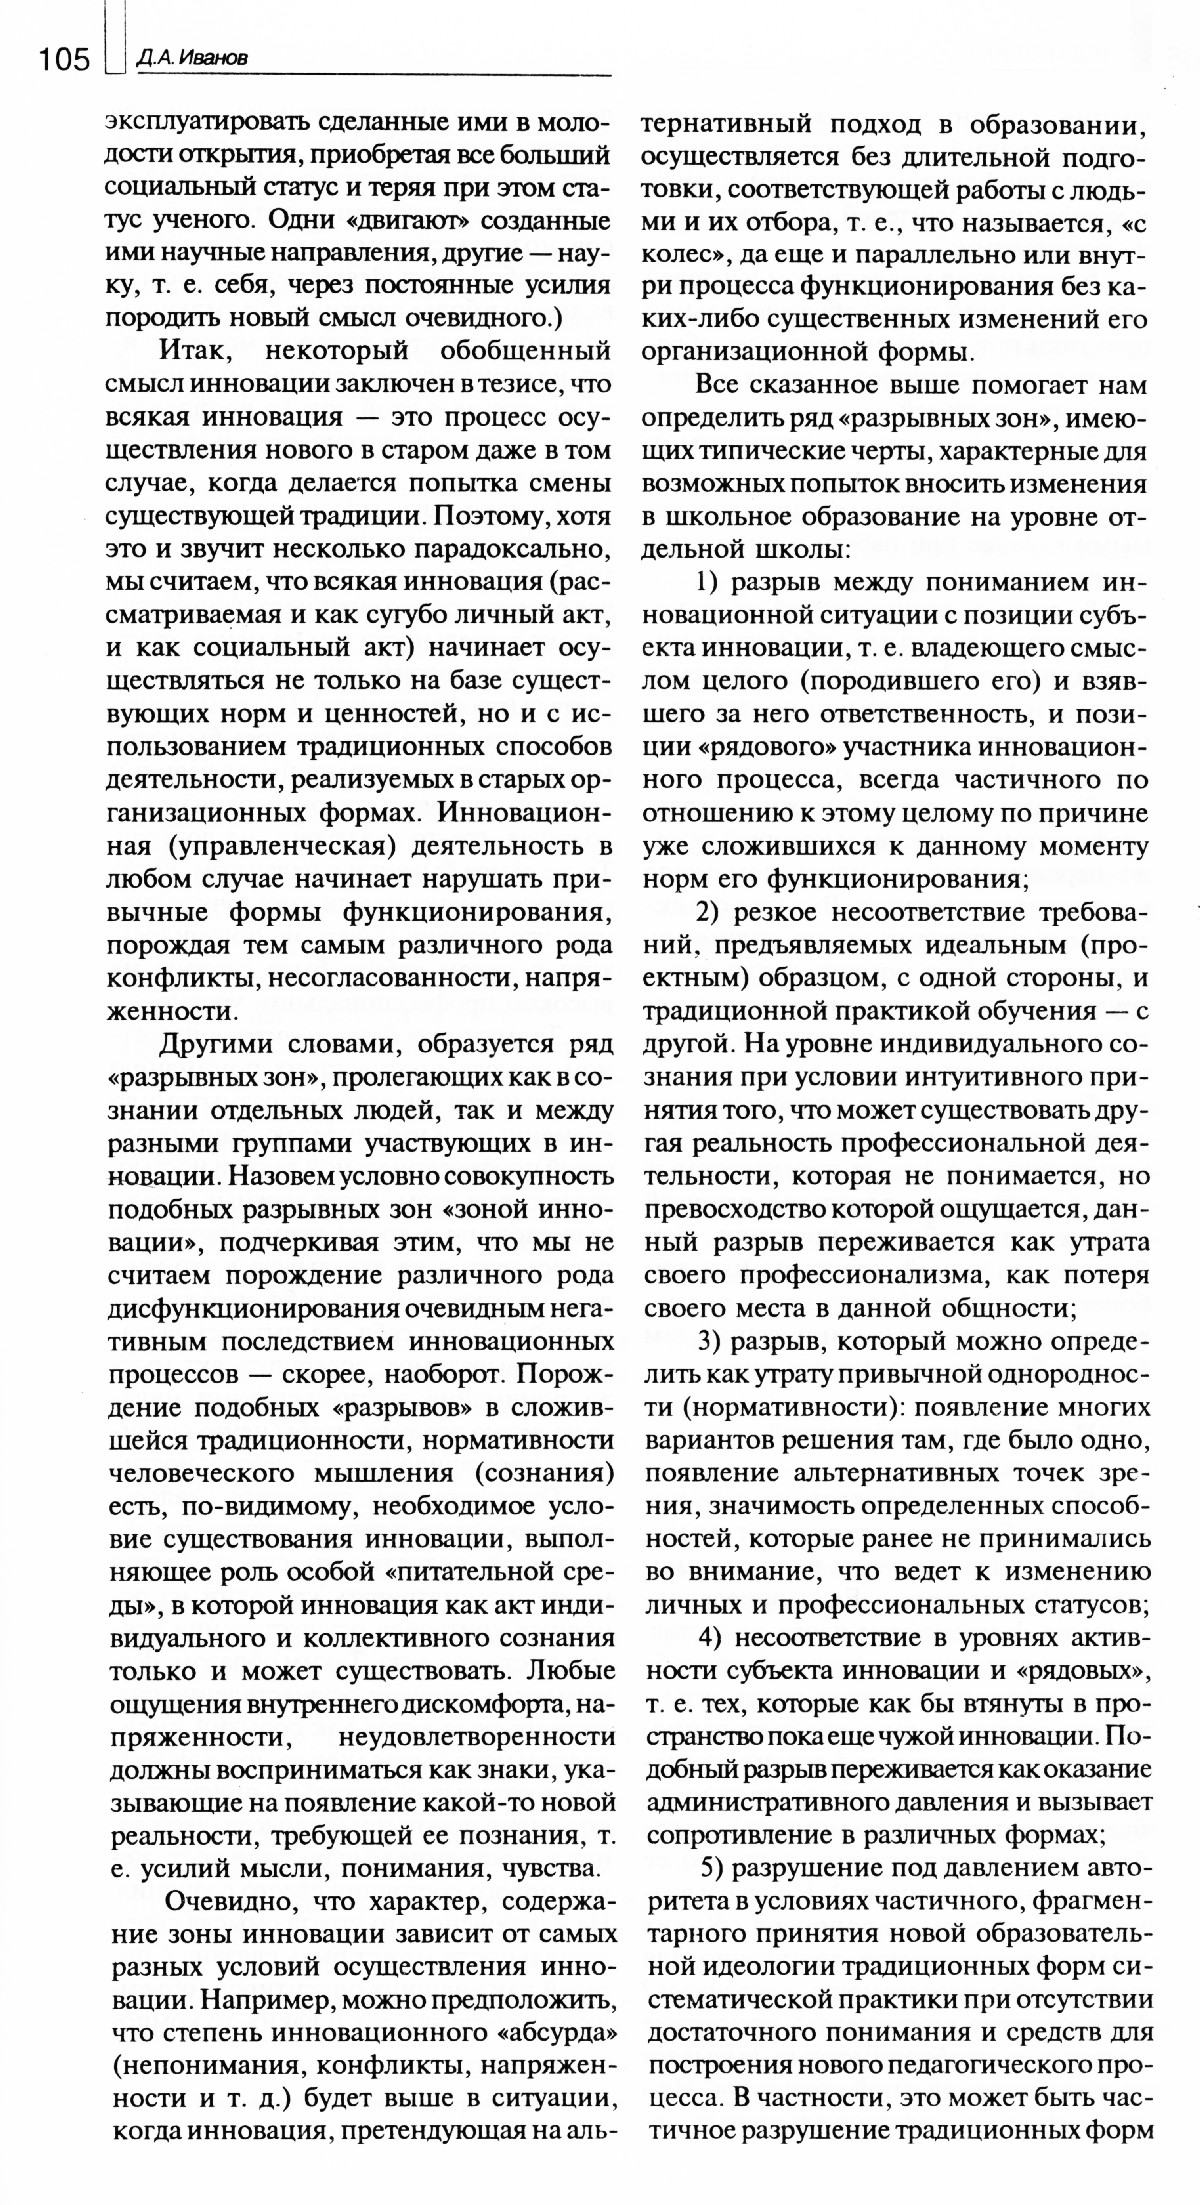 105
Д.А. Иванов
эксплуатировать сделанные ими в моло-
дости открытия, приобретая все больший
социальный статус и теряя при этом ста-
тус ученого. Одни «двигают» созданные
ими научные направления, другие — нау-
ку, т. е. себя, через постоянные усилия
породить новый смысл очевидного.)
Итак, некоторый обобщенный
смысл инновации заключен в тезисе, что
всякая инновация — это процесс осу-
ществления нового в старом даже в том
случае, когда делается попытка смены
существующей традиции. Поэтому, хотя
это и звучит несколько парадоксально,
мы считаем, что всякая инновация (рас-
сматриваемая и как сугубо личный акт,
и как социальный акт) начинает осу-
ществляться не только на базе сущест-
вующих норм и ценностей, но и с ис-
пользованием традиционных способов
деятельности, реализуемых в старых ор-
ганизационных формах. Инновацион-
ная (управленческая) деятельность в
любом случае начинает нарушать при-
вычные формы функционирования,
порождая тем самым различного рода
конфликты, несогласованности, напря-
женности.
Другими словами, образуется ряд
«разрывных зон», пролегающих как в со-
знании отдельных людей, так и между
разными группами участвующих в ин-
новации. Назовем условно совокупность
подобных разрывных зон «зоной инно-
вации», подчеркивая этим, что мы не
считаем порождение различного рода
дисфункционирования очевидным нега-
тивным последствием инновационных
процессов — скорее, наоборот. Порож-
дение подобных «разрывов» в сложив-
шейся традиционности, нормативности
человеческого мышления (сознания)
есть, по-видимому, необходимое усло-
вие существования инновации, выпол-
няющее роль особой «питательной сре-
ды», в которой инновация как акт инди-
видуального и коллективного сознания
только и может существовать. Любые
ощущения внутреннего дискомфорта, на-
пряженности, неудовлетворенности
должны восприниматься как знаки, ука-
зывающие на появление какой-то новой
реальности, требующей ее познания, т.
е. усилий мысли, понимания, чувства.
Очевидно, что характер, содержа-
ние зоны инновации зависит от самых
разных условий осуществления инно-
вации. Например, можно предположить,
что степень инновационного «абсурда»
(непонимания, конфликты, напряжен-
ности и т. д.) будет выше в ситуации,
когда инновация, претендующая на аль-
тернативный подход в образовании,
осуществляется без длительной подго-
товки, соответствующей работы с людь-
ми и их отбора, т. е., что называется, «с
колес», да еще и параллельно или внут-
ри процесса функционирования без ка-
ких-либо существенных изменений его
организационной формы.
Все сказанное выше помогает нам
определить ряд «разрывных зон», имею-
щих типические черты, характерные для
возможных попыток вносить изменения
в школьное образование на уровне от-
дельной школы:
1) разрыв между пониманием ин-
новационной ситуации с позиции субъ-
екта инновации, т. е. владеющего смыс-
лом целого (породившего его) и взяв-
шего за него ответственность, и пози-
ции «рядового» участника инновацион-
ного процесса, всегда частичного по
отношению к этому целому по причине
уже сложившихся к данному моменту
норм его функционирования;
2) резкое несоответствие требова-
ний, предъявляемых идеальным (про-
ектным) образцом, с одной стороны, и
традиционной практикой обучения — с
другой. На уровне индивидуального со-
знания при условии интуитивного при-
нятия того, что может существовать дру-
гая реальность профессиональной дея-
тельности, которая не понимается, но
превосходство которой ощущается, дан-
ный разрыв переживается как утрата
своего профессионализма, как потеря
своего места в данной общности;
3) разрыв, который можно опреде-
лить как утрату привычной однороднос-
ти (нормативности): появление многих
вариантов решения там, где было одно,
появление альтернативных точек зре-
ния, значимость определенных способ-
ностей, которые ранее не принимались
во внимание, что ведет к изменению
личных и профессиональных статусов;
4) несоответствие в уровнях актив-
ности субъекта инновации и «рядовых»,
т. е. тех, которые как бы втянуты в про-
странство пока еще чужой инновации. По-
добный разрыв переживается как оказание
административного давления и вызывает
сопротивление в различных формах;
5) разрушение под давлением авто-
ритета в условиях частичного, фрагмен-
тарного принятия новой образователь-
ной идеологии традиционных форм си-
стематической практики при отсутствии
достаточного понимания и средств для
построения нового педагогического про-
цесса. В частности, это может быть час-
тичное разрушение традиционных форм